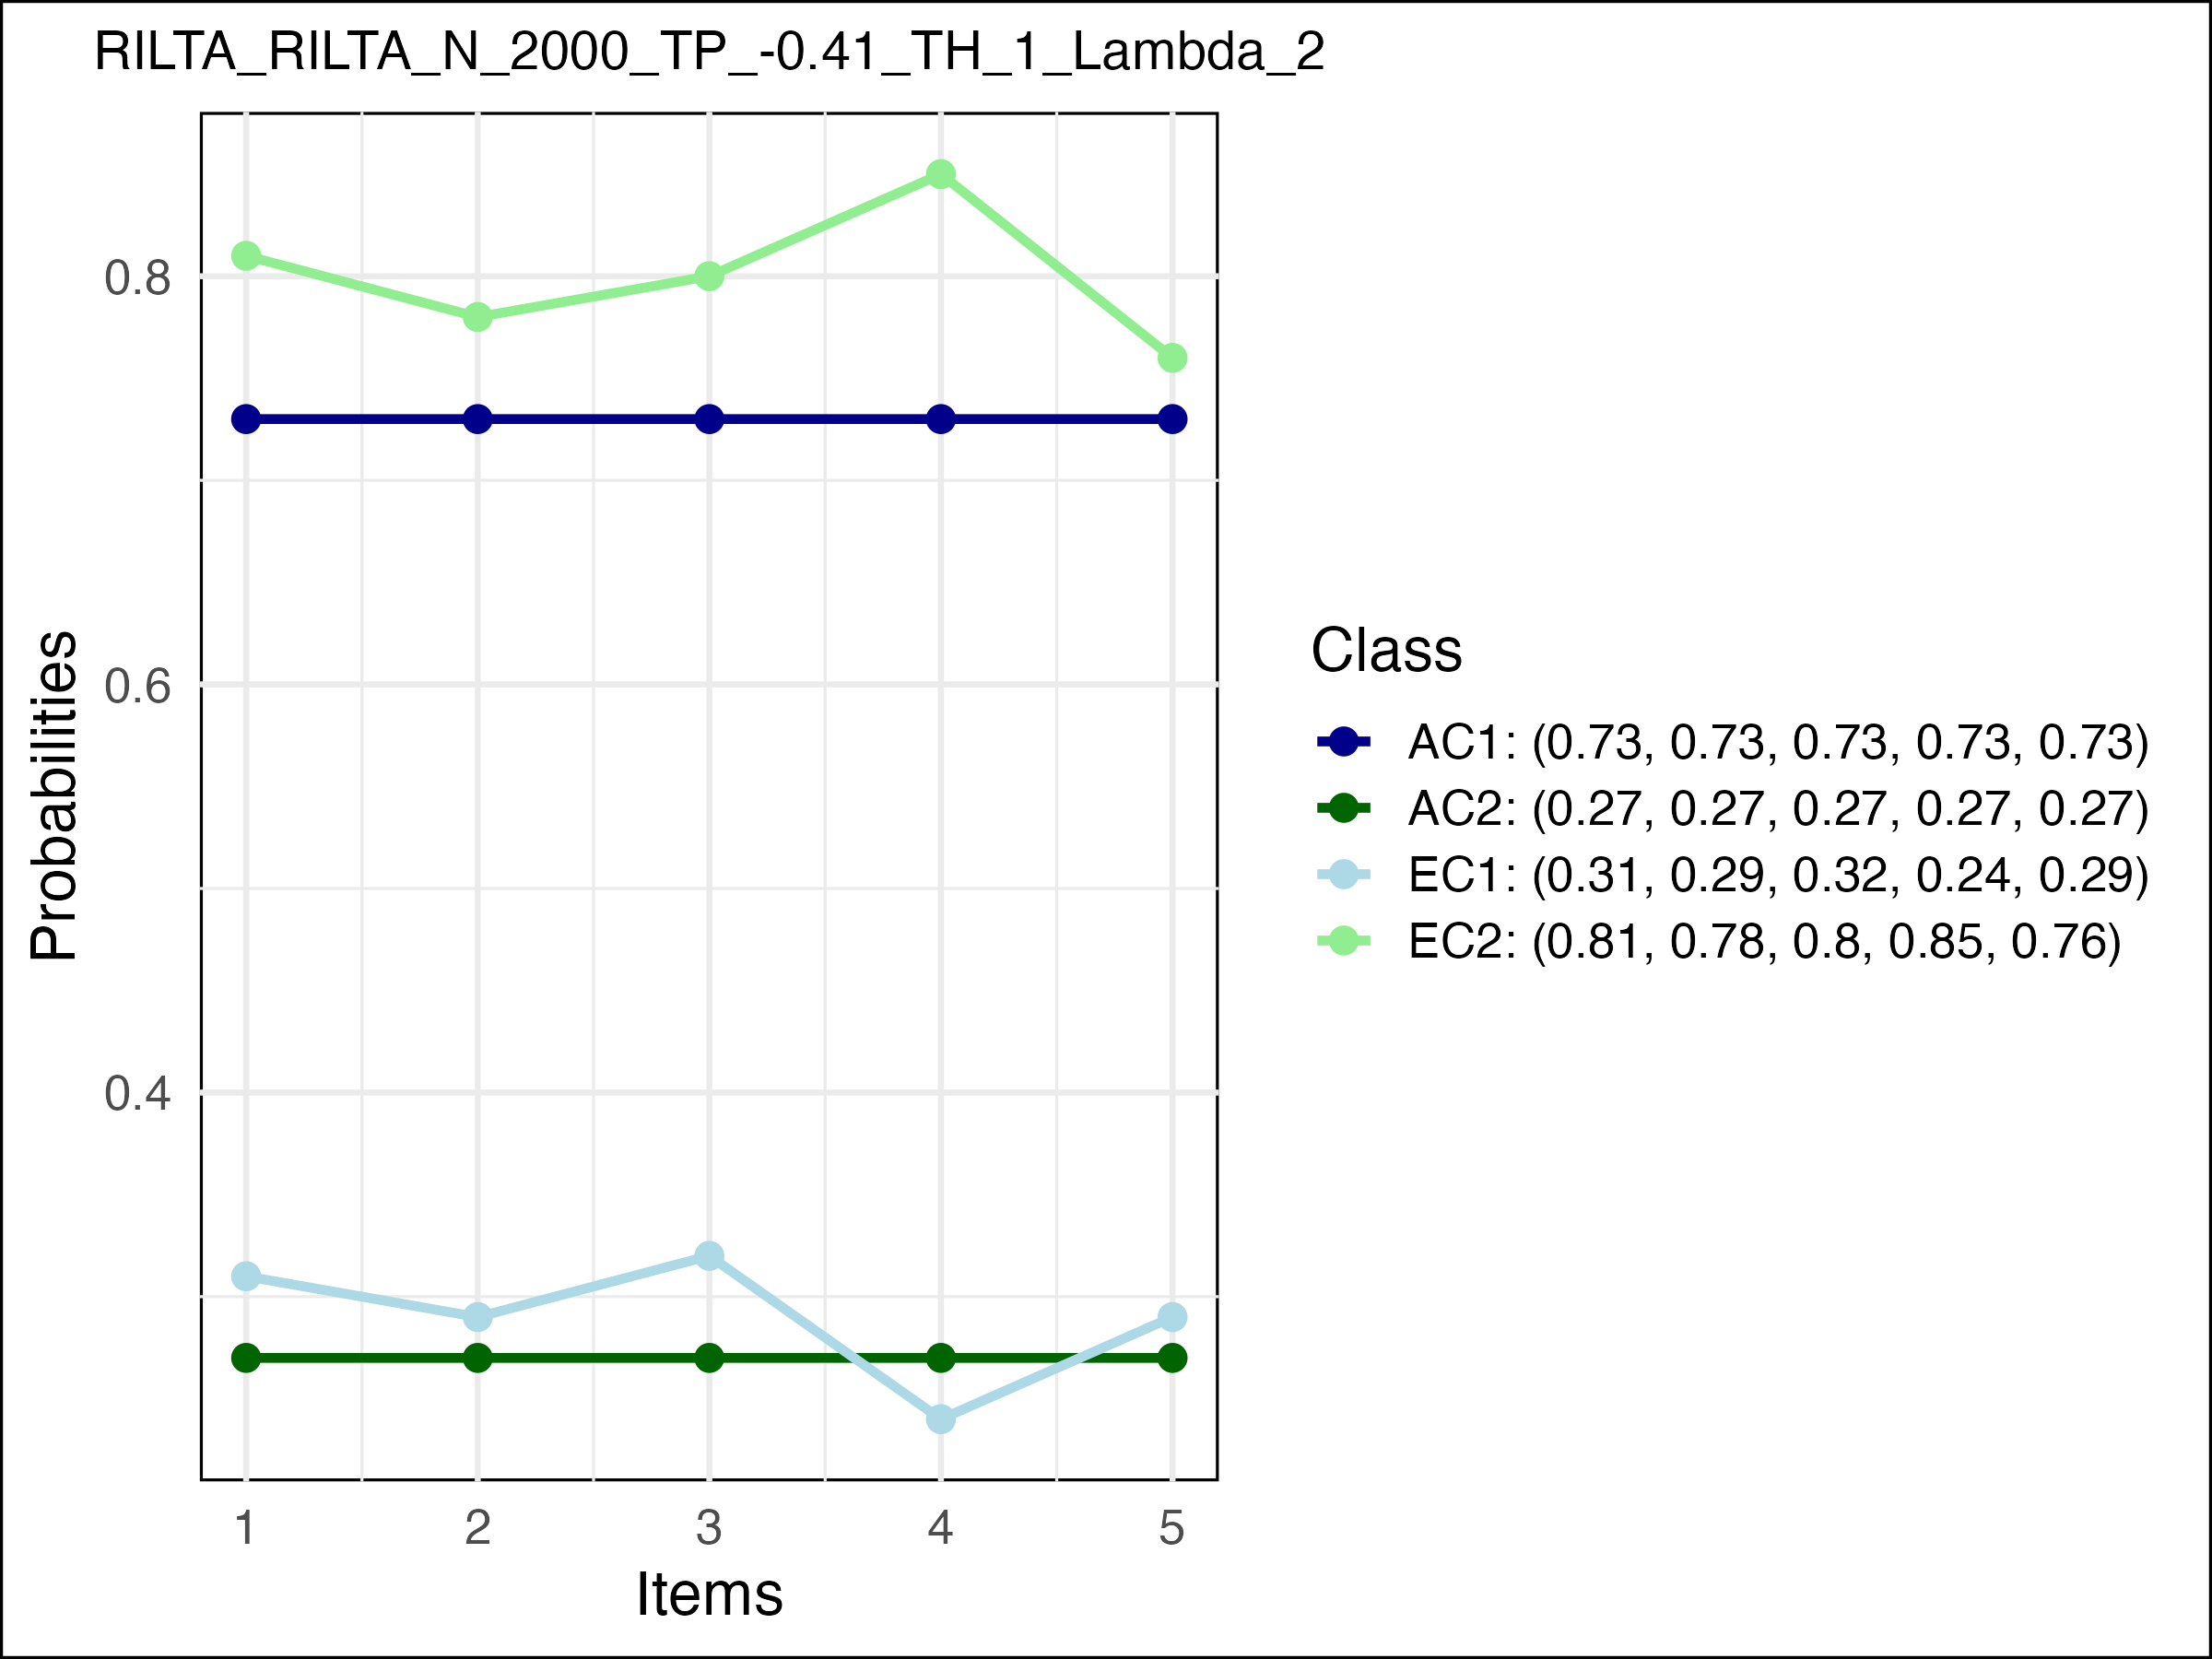 RILTA_RILTA_N_2000_TP_-0.41_TH_1_Lambda_2
0.8
0.6
0.4
Probabilities
1 2 3 4 5
Items
Class
AC1: (0.73, 0.73, 0.73, 0.73, 0.73)
AC2: (0.27, 0.27, 0.27, 0.27, 0.27)
EC1: (0.31, 0.29, 0.32, 0.24, 0.29)
EC2: (0.81, 0.78, 0.8, 0.85, 0.76)